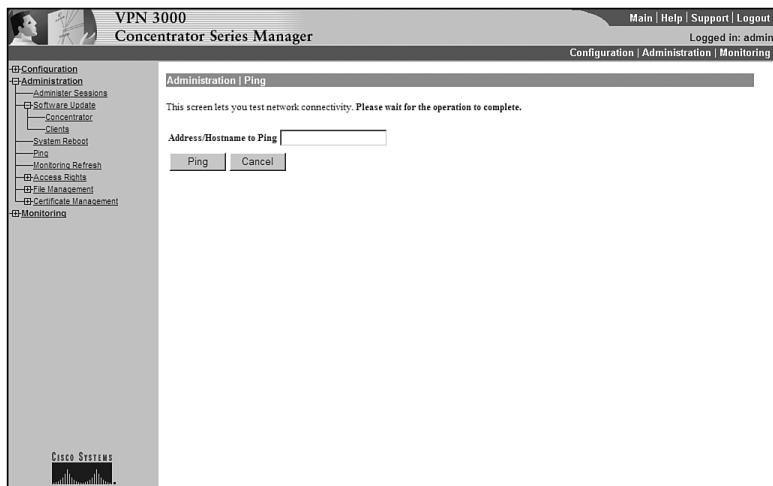 VPN 3000
Concentrator Series Manager
Main | Help | Support | Logout
Logged in: admin
Configuration | Administration | Monitoring
Configuration
Administration
Administer Sessions
Software Update
Concentrator
Clients
System Reboot
Ping
Monitoring Refresh
Access Rights
File Management
Certificate Management
Monitoring
Administration | Ping
This screen lets you test network connectivity. Please wait for the operation to complete.
Address/Hostname to Ping
Ping Cancel
CISCO SYSTEMS